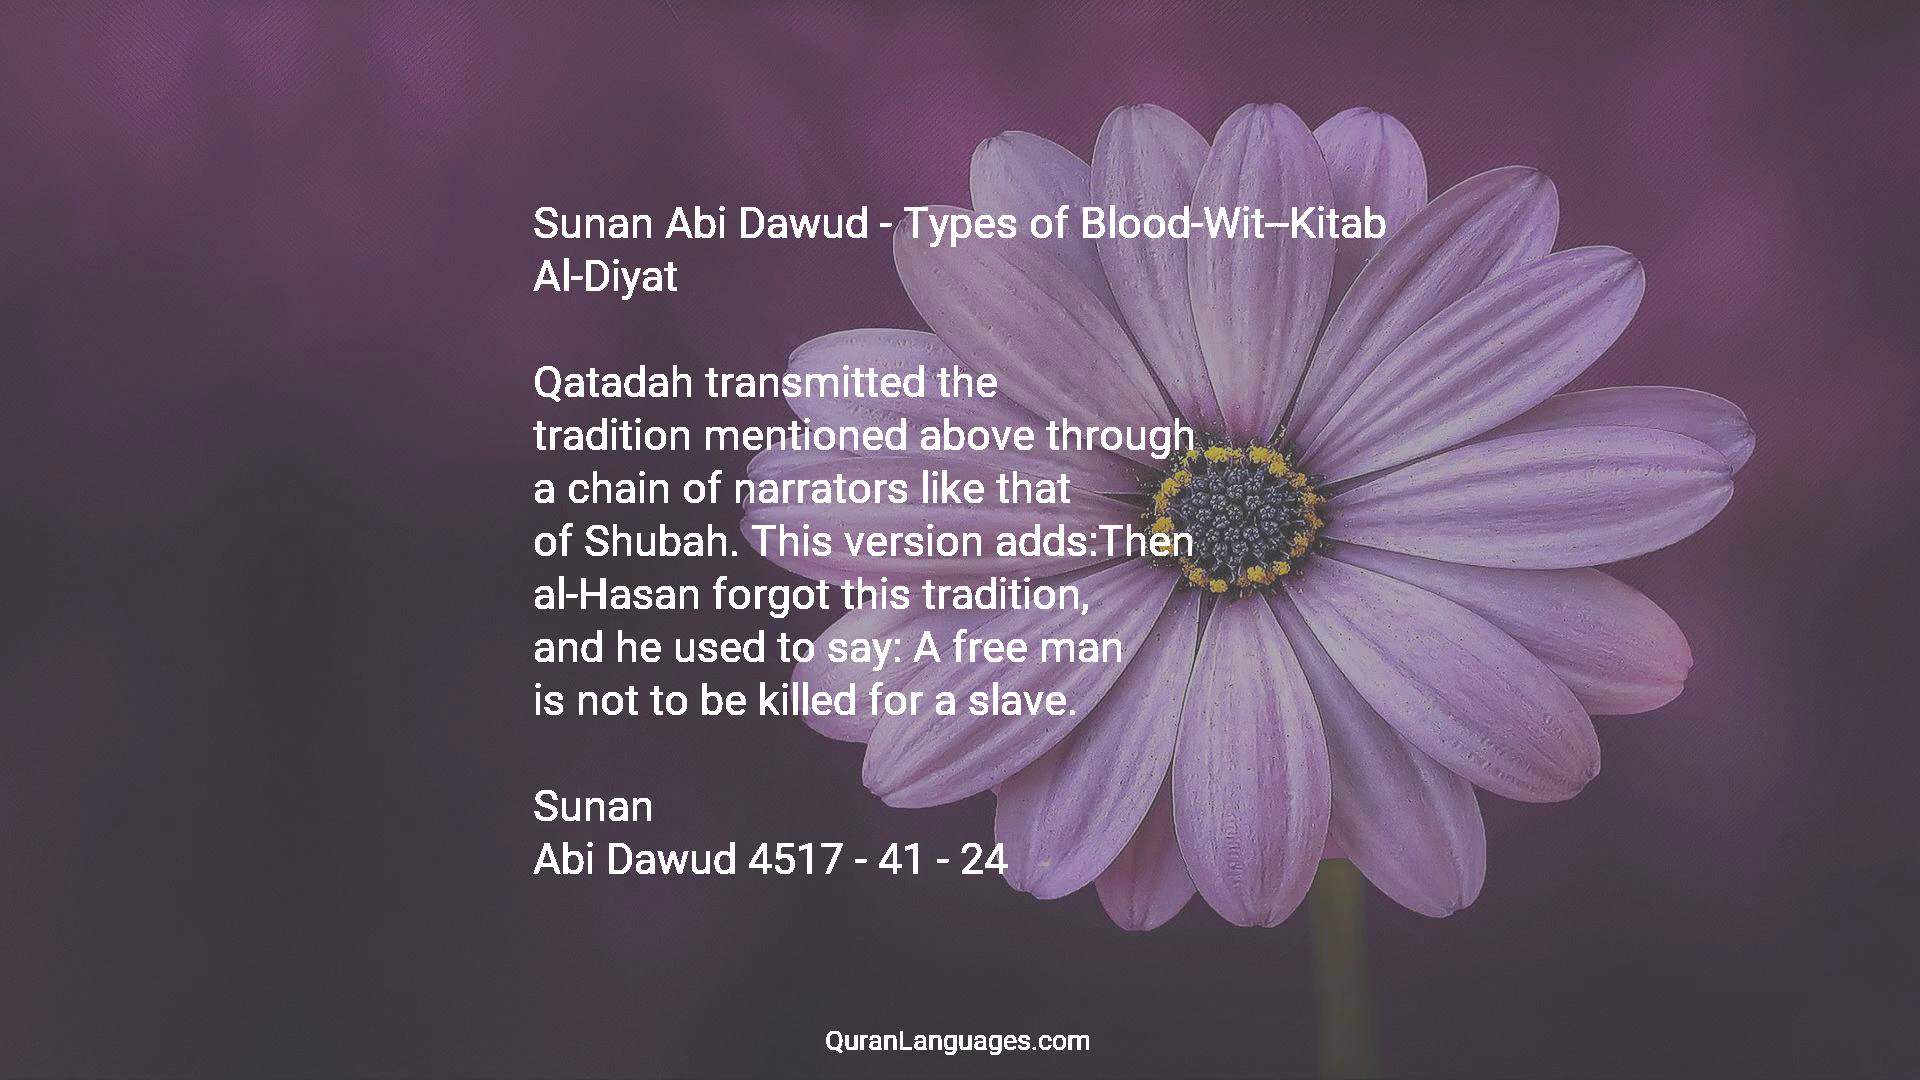 Sunan Abi Dawud - Types of Blood-Wit--Kitab
Al-Diyat
Qatadah transmitted the
tradition mentioned above through
a chain of narrators like that
of Shubah. This version adds:Then
al-Hasan forgot this tradition,
and he used to say: A free man
is not to be killed for a slave.
Sunan
Abi Dawud 4517 - 41 - 24
QuranLanguages.com